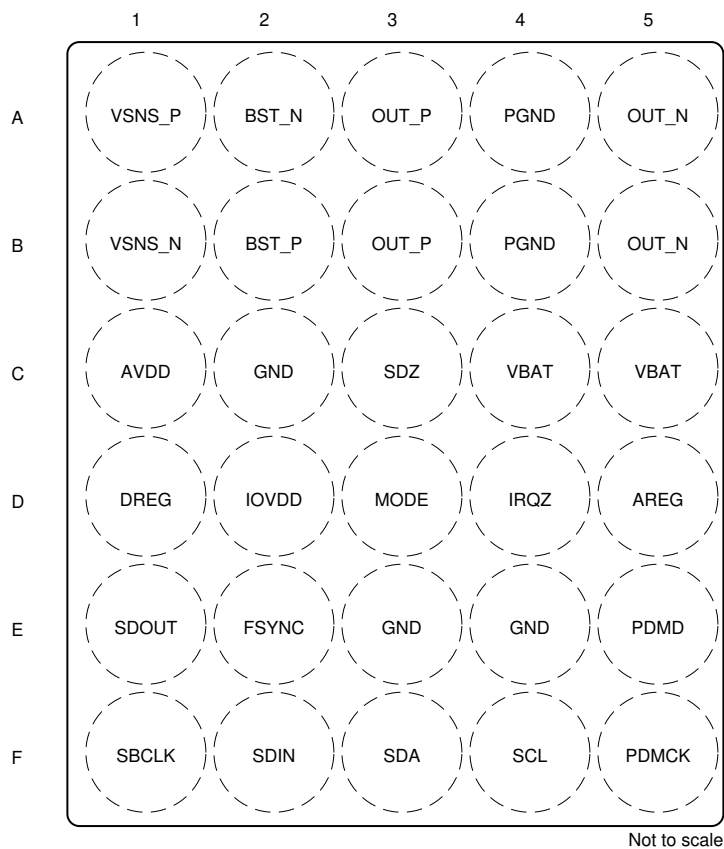 1 2 3 4 5
A VSNS_P BST_N OUT_P PGND OUT_N
B VSNS_N BST_P OUT_P PGND OUT_N
C AVDD GND SDZ VBAT VBAT
D DREG IOVDD MODE IRQZ AREG
E SDOUT FSYNC GND GND PDMD
F SBCLK SDIN SDA SCL PDMCK
Not to scale